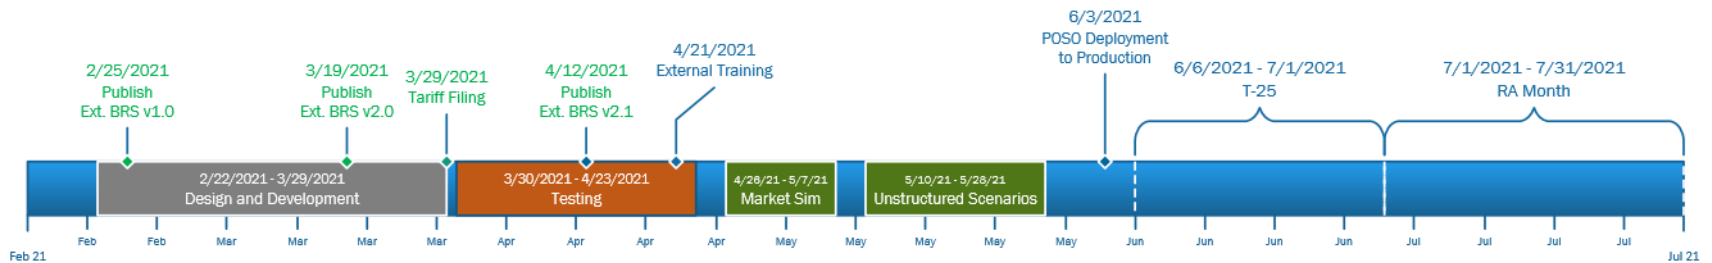 2/25/2021
Publish
Ext. BRS v1.0
3/19/2021
Publish
Ext. BRS v2.0
3/29/2021
Tariff Filing
4/12/2021
Publish
Ext. BRS v2.1
4/21/2021
External Training
6/3/2021
POSO Deployment
to Production
6/6/2021 - 7/1/2021
T-25
7/1/2021 - 7/31/2021
RA Month
2/22/2021 - 3/29/2021
Design and Development
3/30/2021 - 4/23/2021
Testing
4/26/21 - 5/7/21
Market Sim
5/10/21 - 5/28/21
Unstructured Scenarios
Feb 21
Feb
Feb
Mar
Mar
Mar
Mar
Apr
Apr
Apr
Apr
May
May
May
May
Jun
Jun
Jun
Jun
Jul
Jul
Jul
Jul
Jul 21